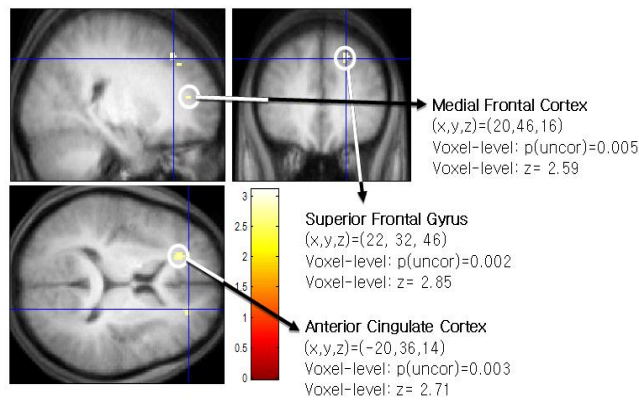 Medial Frontal Cortex
(x,y,z)=(20,46,16)
Voxel-level: p(uncor)=0.005
Voxel-level: z= 2.59
Superior Frontal Gyrus
(x,y,z)=(22, 32, 46)
Voxel-level: p(uncor)=0.002
Voxel-level: z= 2.85
Anterior Cingulate Cortex
(x,y,z)=(-20,36,14)
Voxel-level: p(uncor)=0.003
Voxel-level: z= 2.71
3
2.5
2
1.5
1
0.5
0